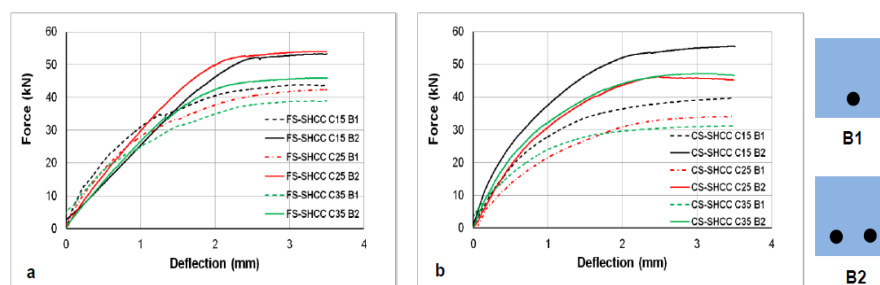 60
50
40
30
20
10
0
Force (kN)
FS-SHCC C15 B1
FS-SHCC C15 B2
FS-SHCC C25 B1
FS-SHCC C25 B2
FS-SHCC C35 B1
FS-SHCC C35 B2
0 1 2 3 4
Deflection (mm)
a
60
50
40
30
20
10
0
Force (kN)
CS-SHCC C15 B1
CS-SHCC C15 B2
CS-SHCC C25 B1
CS-SHCC C25 B2
CS-SHCC C35 B1
CS-SHCC C35 B2
0 1 2 3 4
Deflection (mm)
b
B1
B2